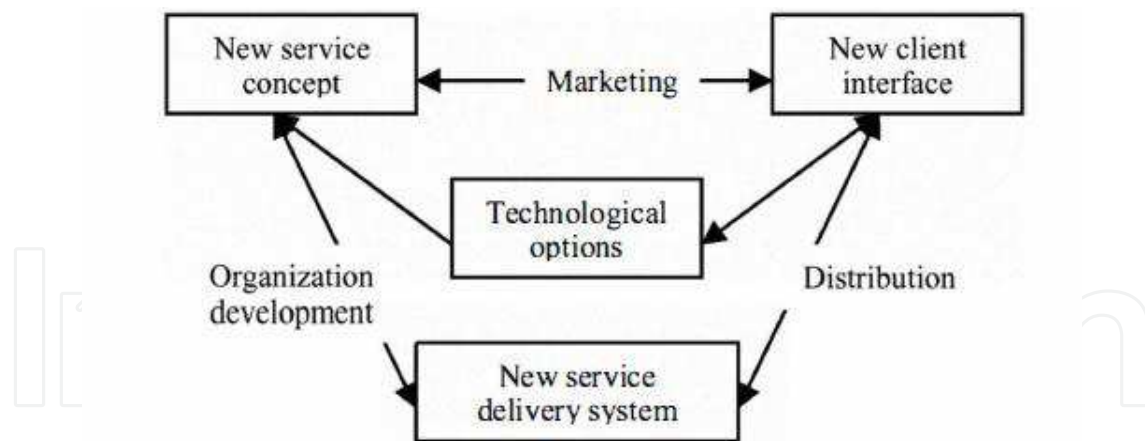 New service
concept
Marketing
New client
interface
Technological
options
Organization
development
Distribution
New service
delivery system